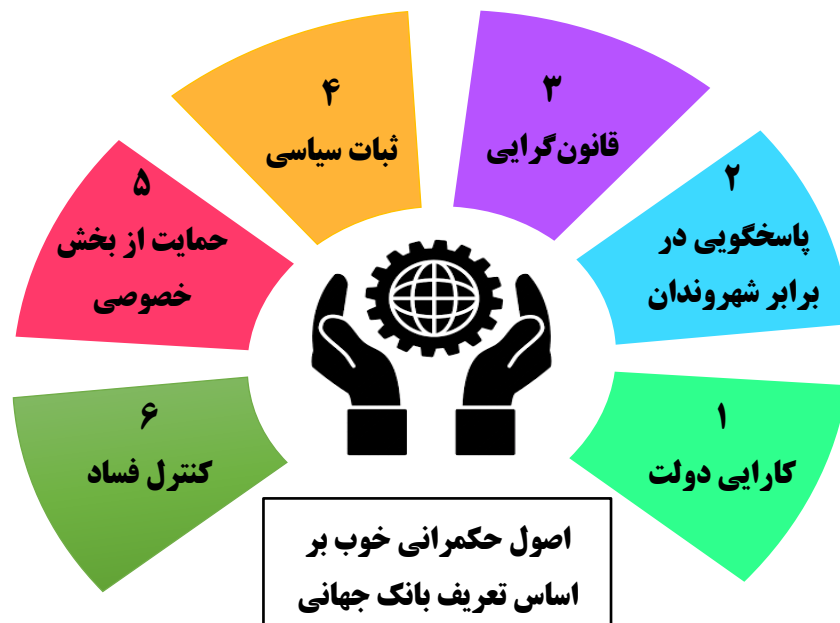 ۱
کارایی دولت
۲
پاسخگویی در
برابر شهروندان
۳
قانون‌گرایی
۴
ثبات سیاسی
۵
حمایت از بخش
خصوصی
۶
کنترل فساد
اصول حکمرانی خوب بر
اساس تعریف بانک جهانی